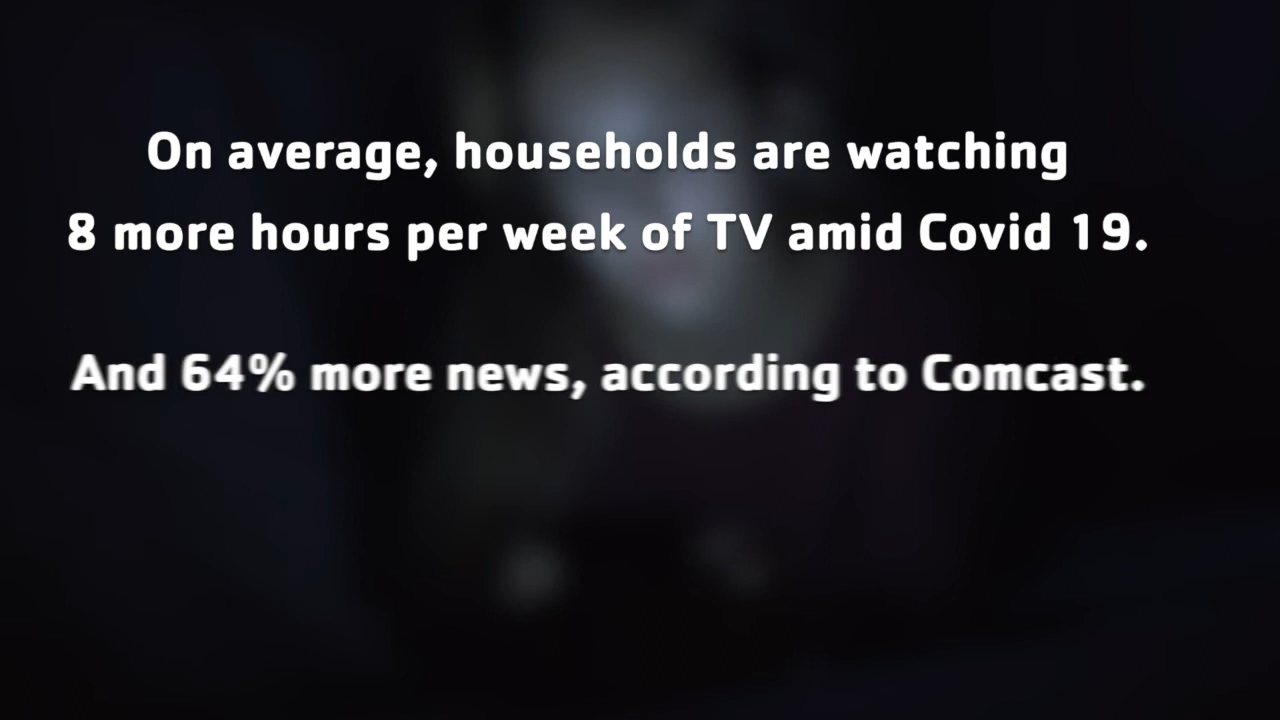 On average, households are watching
8 more hours per week of TV amid Covid 19.
And 64% more news, according to Comcast.